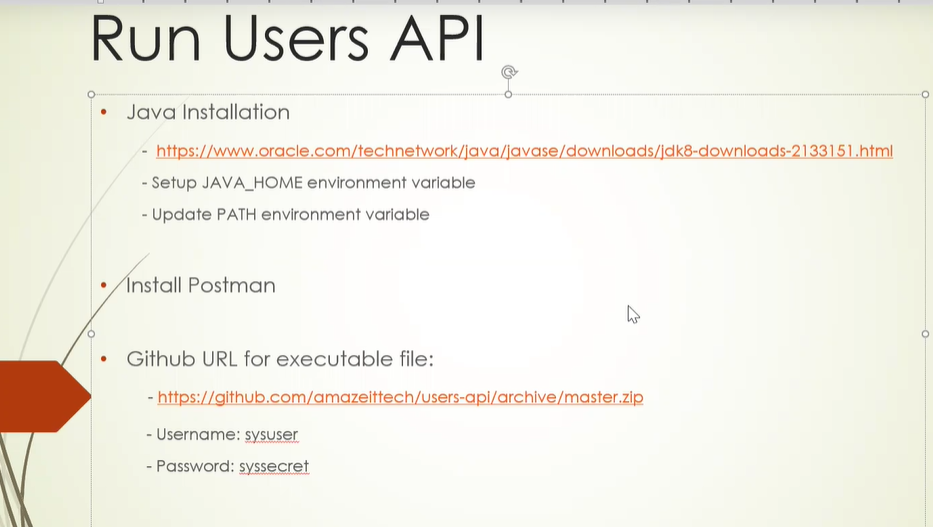 Run Users API
• Java Installation
- https://www.oracle.com/technetwork/java/javase/downloads/jdk8-downloads-2133151.html
- Setup JAVA_HOME environment variable
- Update PATH environment variable
• Install Postman
• Github URL for executable file:
- https://github.com/amazeittech/users-api/archive/master.zip
- Username: sysuser
- Password: syssecret